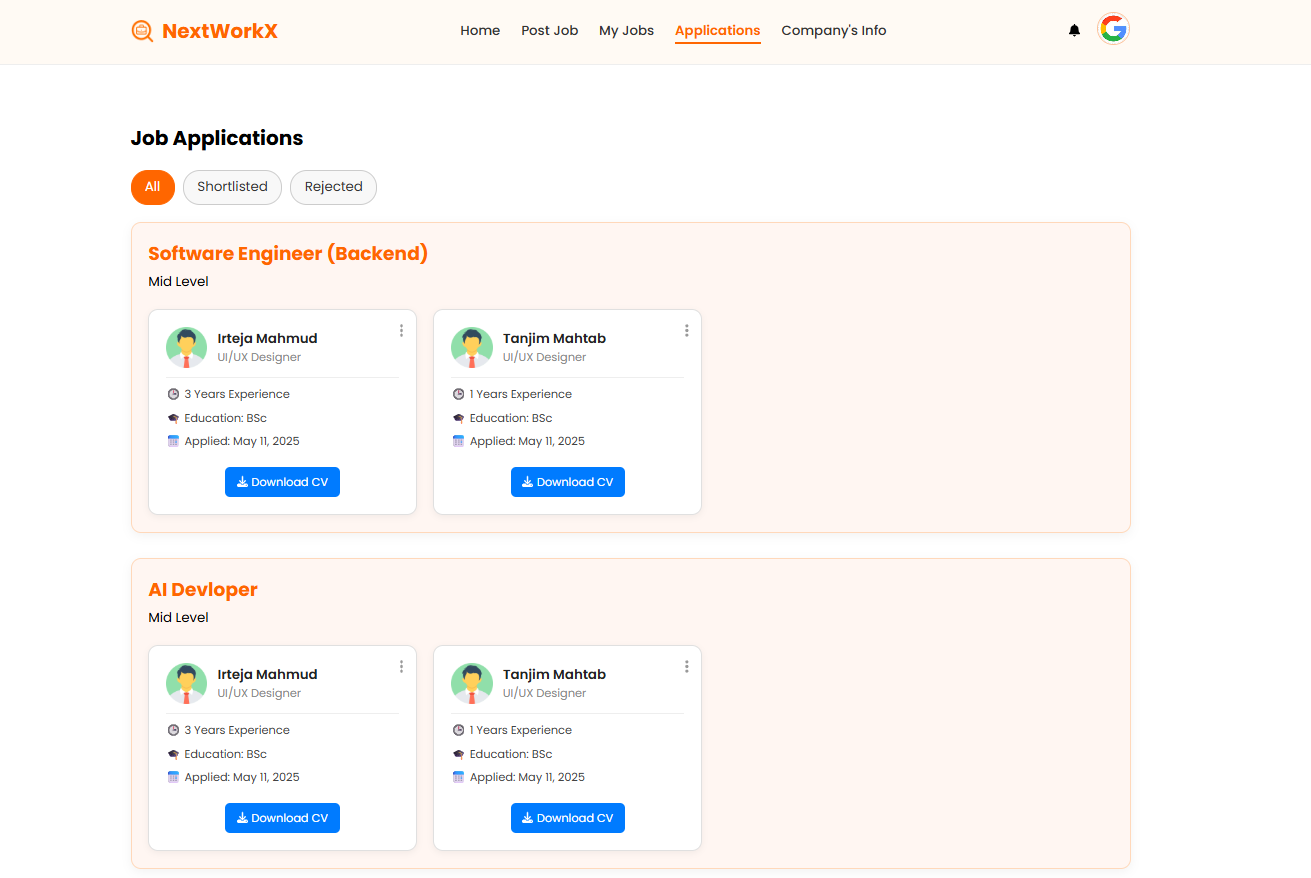 NextWorkX
Home Post Job My Jobs Applications Company's Info
Job Applications
All Shortlisted Rejected
Software Engineer (Backend)
Mid Level
Irteja Mahmud
UI/UX Designer
3 Years Experience
Education: BSc
Applied: May 11, 2025
Download CV
Tanjim Mahtab
UI/UX Designer
1 Years Experience
Education: BSc
Applied: May 11, 2025
Download CV
AI Devloper
Mid Level
Irteja Mahmud
UI/UX Designer
3 Years Experience
Education: BSc
Applied: May 11, 2025
Download CV
Tanjim Mahtab
UI/UX Designer
1 Years Experience
Education: BSc
Applied: May 11, 2025
Download CV